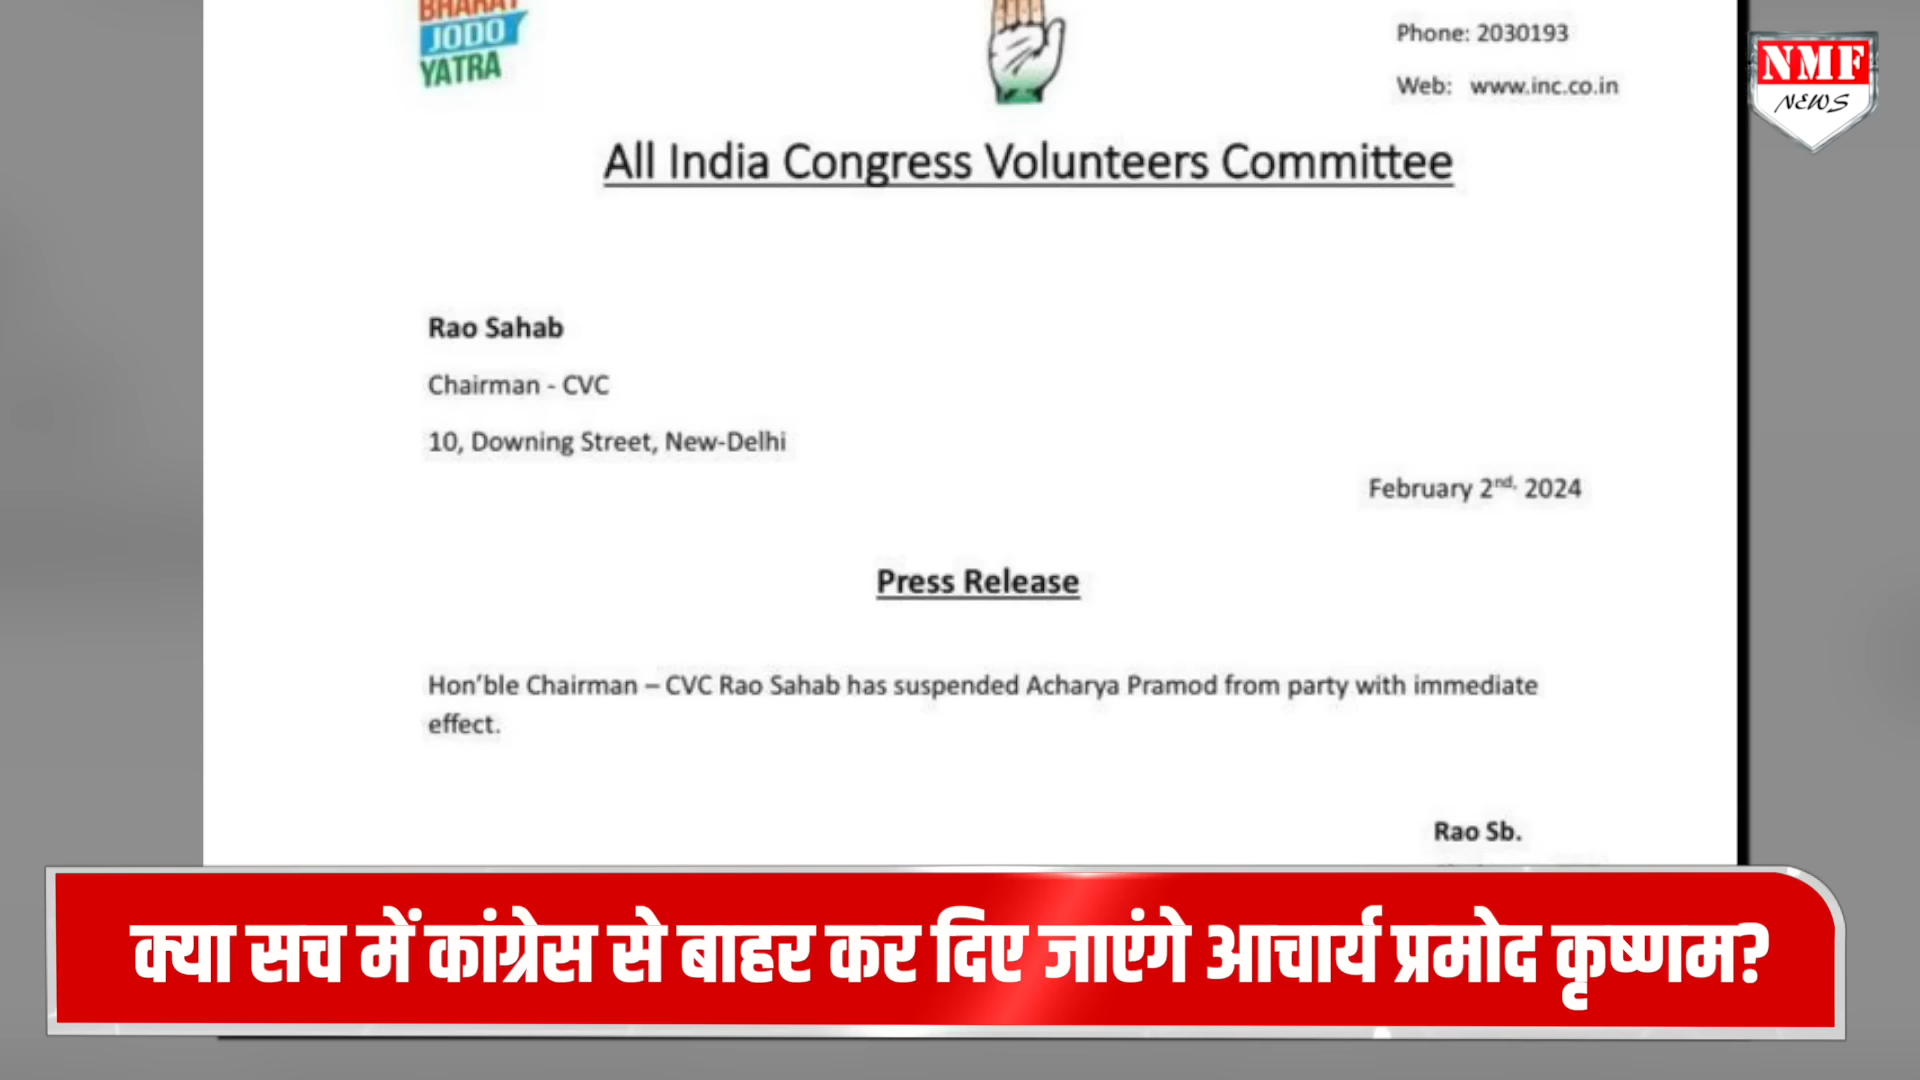 BHARAT
JODO
YATRA
Phone: 2030193
Web: www.inc.co.in
NMF
NEWS
All India Congress Volunteers Committee
Rao Sahab
Chairman - CVC
10, Downing Street, New-Delhi
February 2nd, 2024
Press Release
Hon'ble Chairman – CVC Rao Sahab has suspended Acharya Pramod from party with immediate
effect.
Rao Sb.
क्या सच में कांग्रेस से बाहर कर दिए जाएंगे आचार्य प्रमोद कृष्णम?